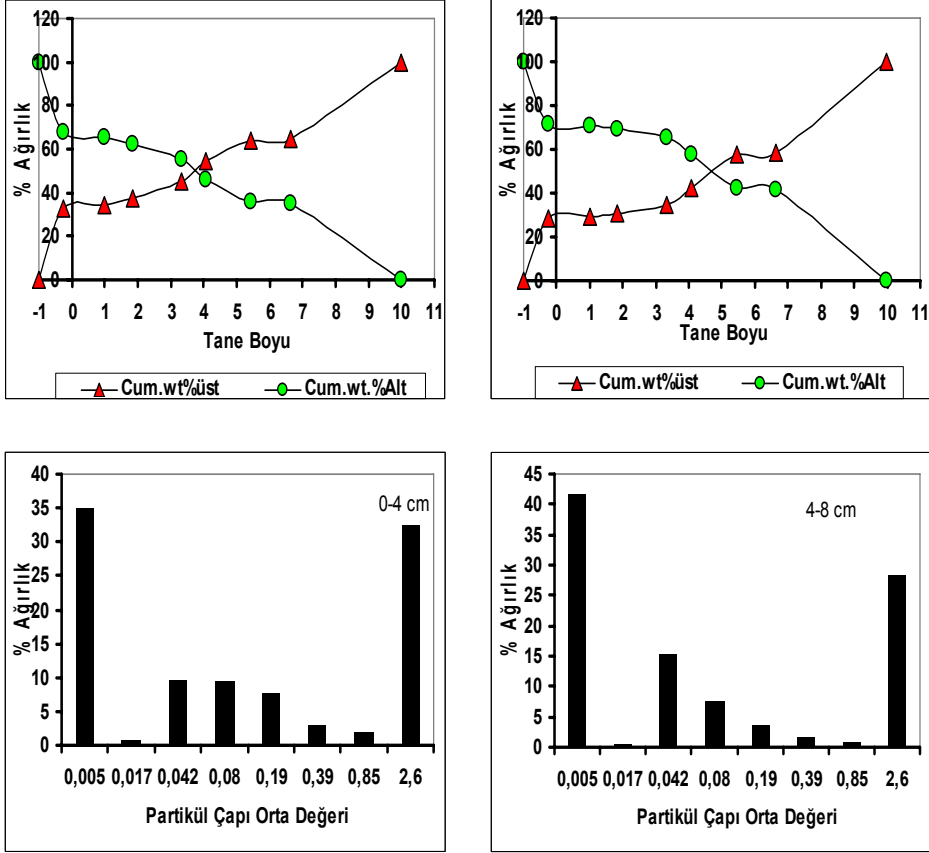 120
100
80
60
40
20
0
% Ağırlık
-1 0 1 2 3 4 5 6 7 8 9 10 11
Tane Boyu
Cum.wt%üst Cum.wt.%Alt
120
100
80
60
40
20
0
% Ağırlık
-1 0 1 2 3 4 5 6 7 8 9 10 11
Tane Boyu
Cum.wt%üst Cum.wt.%Alt
40
35
30
25
20
15
10
5
0
% Ağırlık
0-4 cm
0,005 0,017 0,042 0,08 0,19 0,39 0,85 2,6
Partikül Çapı Orta Değeri
45
40
35
30
25
20
15
10
5
0
% Ağırlık
4-8 cm
0,005 0,017 0,042 0,08 0,19 0,39 0,85 2,6
Partikül Çapı Orta Değeri